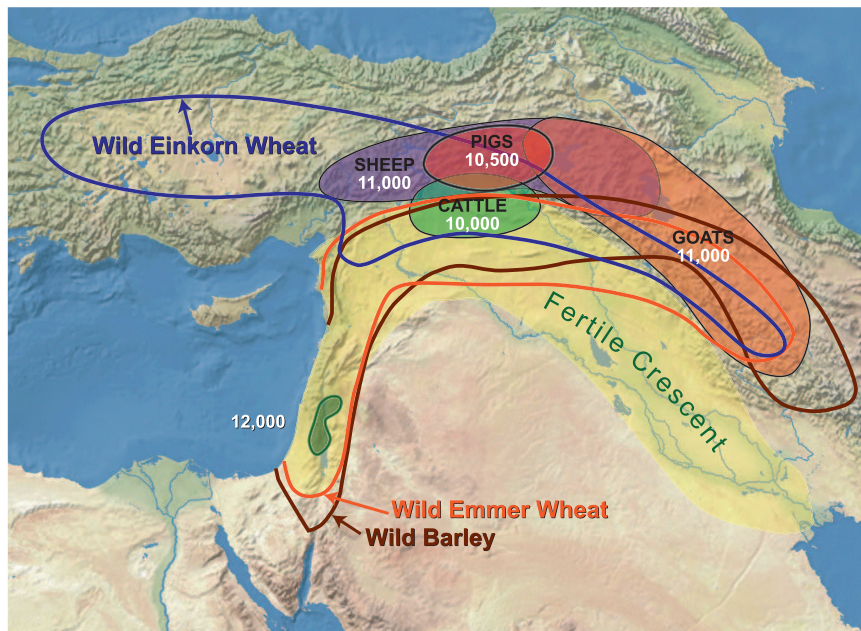 Wild Einkorn Wheat
PIGS
10,500
SHEEP
11,000
CATTLE
10,000
GOATS
11,000
Fertile Crescent
12,000
Wild Emmer Wheat
Wild Barley